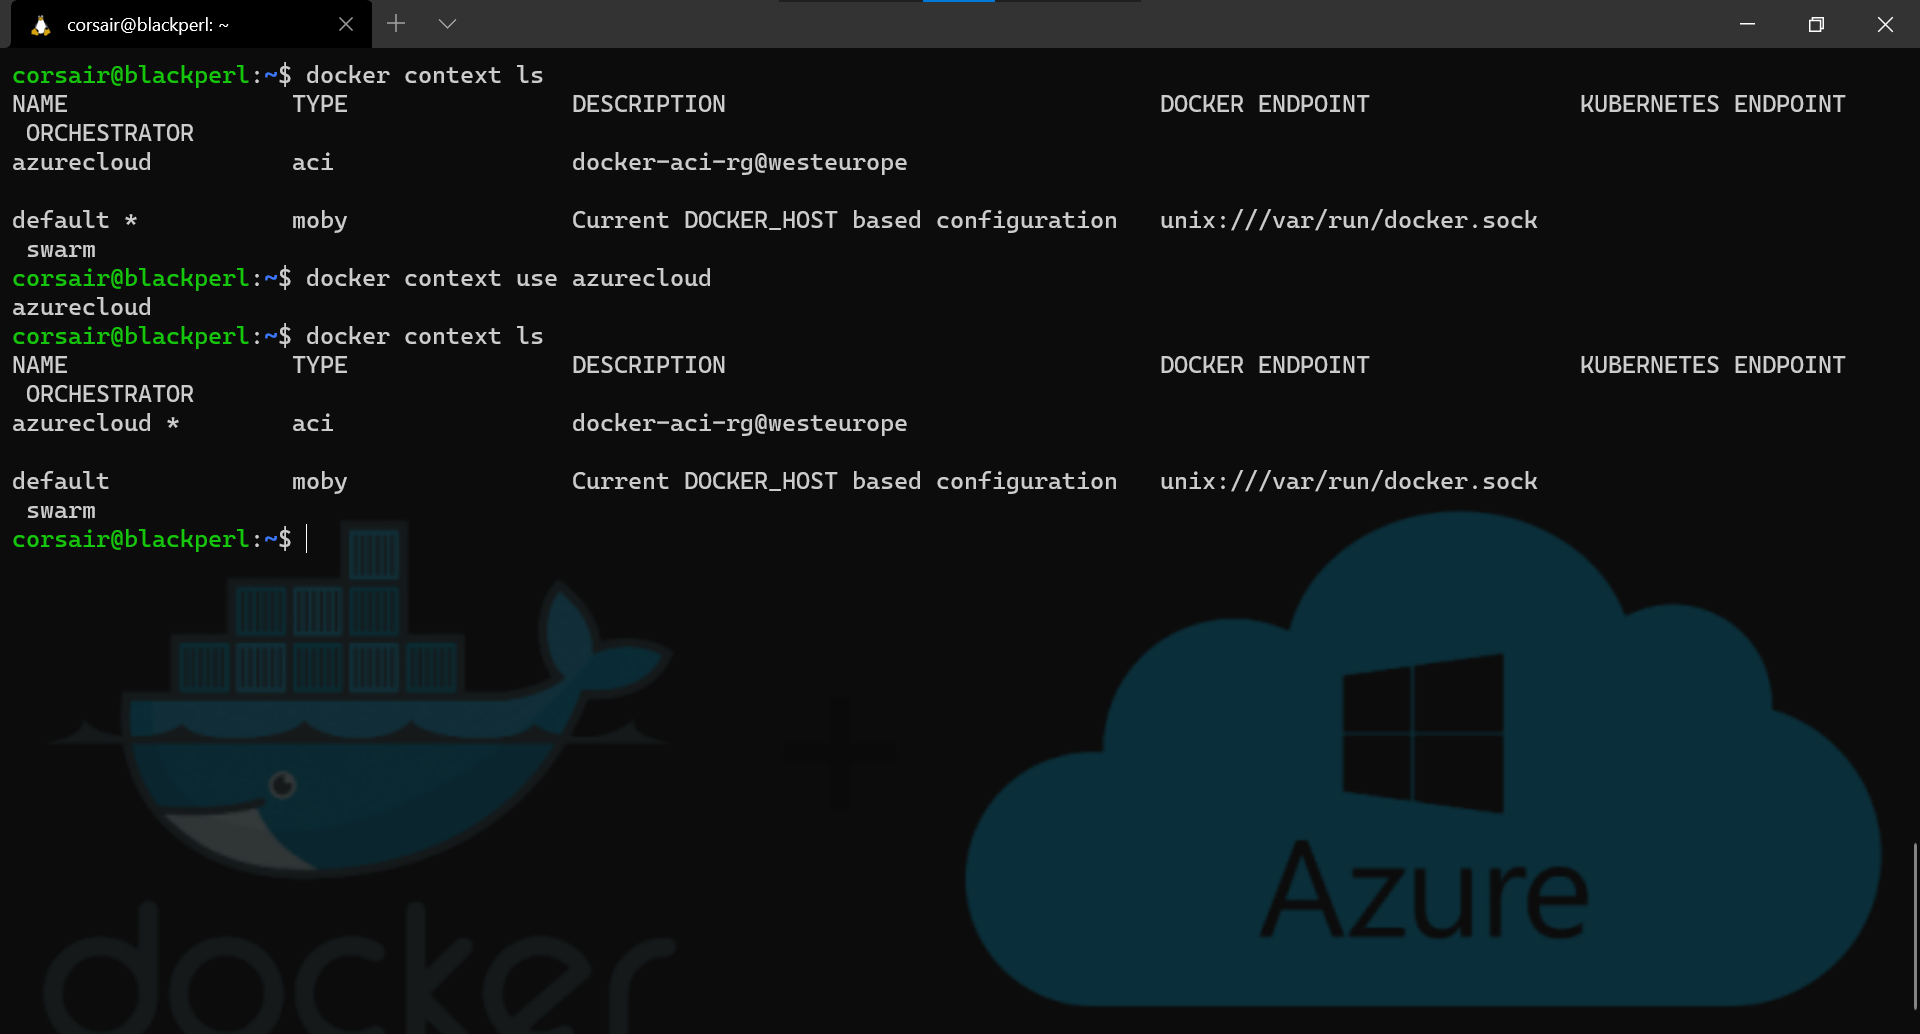 corsair@blackperl: ~
corsair@blackperl:~$ docker context ls
NAME                TYPE                DESCRIPTION                               DOCKER ENDPOINT               KUBERNETES ENDPOINT
 ORCHESTRATOR
azurecloud          aci                 docker-aci-rg@westeurope

default *           moby                Current DOCKER_HOST based configuration   unix:///var/run/docker.sock
 swarm
corsair@blackperl:~$ docker context use azurecloud
azurecloud
corsair@blackperl:~$ docker context ls
NAME                TYPE                DESCRIPTION                               DOCKER ENDPOINT               KUBERNETES ENDPOINT
 ORCHESTRATOR
azurecloud *        aci                 docker-aci-rg@westeurope

default             moby                Current DOCKER_HOST based configuration   unix:///var/run/docker.sock
 swarm
corsair@blackperl:~$
docker
Azure